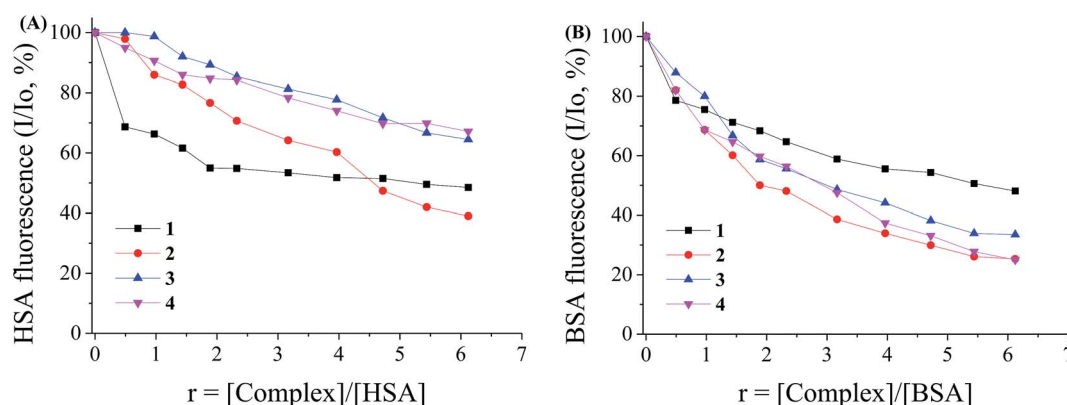 (A)
HSA fluorescence (I/Io, %)
100
80
60
40
20
0
1
2
3
4
0 1 2 3 4 5 6 7
r = [Complex]/[HSA]
(B)
BSA fluorescence (I/Io, %)
100
80
60
40
20
0
1
2
3
4
0 1 2 3 4 5 6 7
r = [Complex]/[BSA]